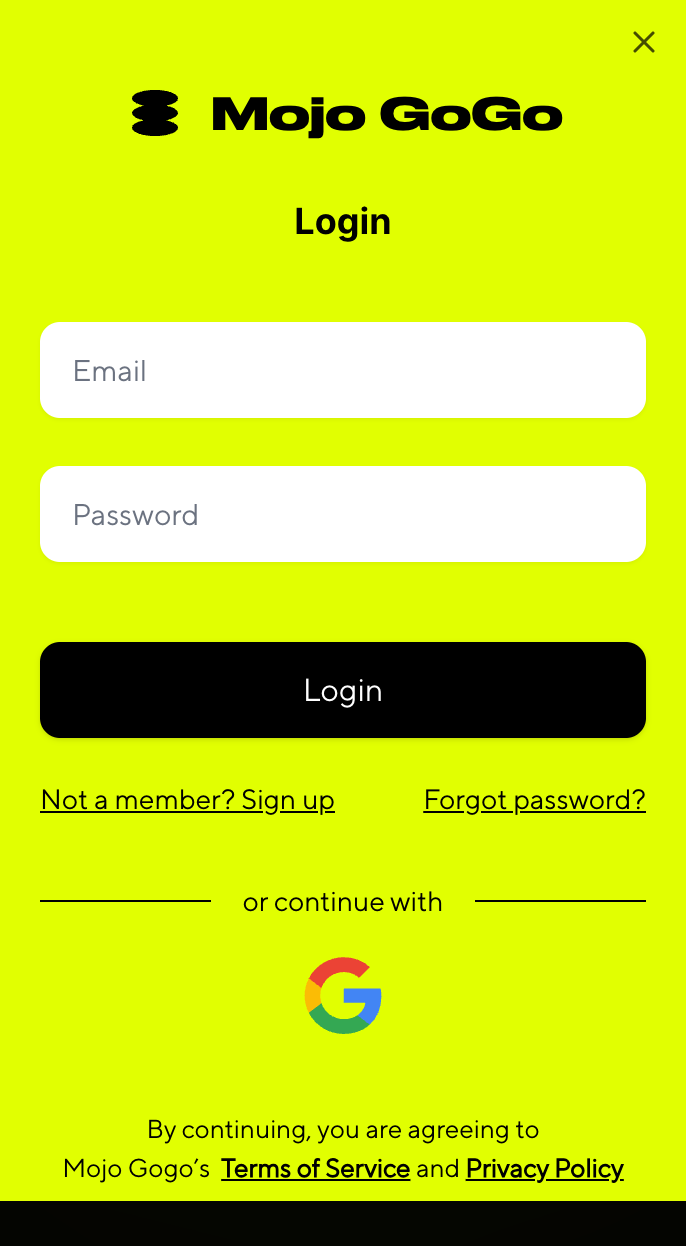 Mojo GoGo
Login
Email
Password
Login
Not a member? Sign up
Forgot password?
or continue with
By continuing, you are agreeing to
Mojo Gogo’s Terms of Service and Privacy Policy